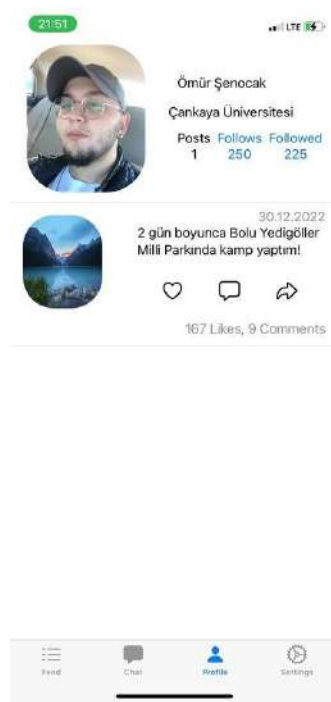 21:51
LTE
Ömür Şenocak
Çankaya Üniversitesi
Posts Follows Followed
1 250 225
30.12.2022
2 gün boyunca Bolu Yedigöller
Milli Parkında kamp yaptım!
167 Likes, 9 Comments
Feed Chat Profile Settings